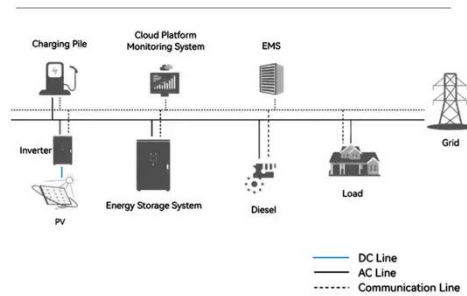 Charging Pile
Cloud Platform
Monitoring System
EMS
Grid
Inverter
PV
Energy Storage System
Diesel
Load
DC Line
AC Line
Communication Line